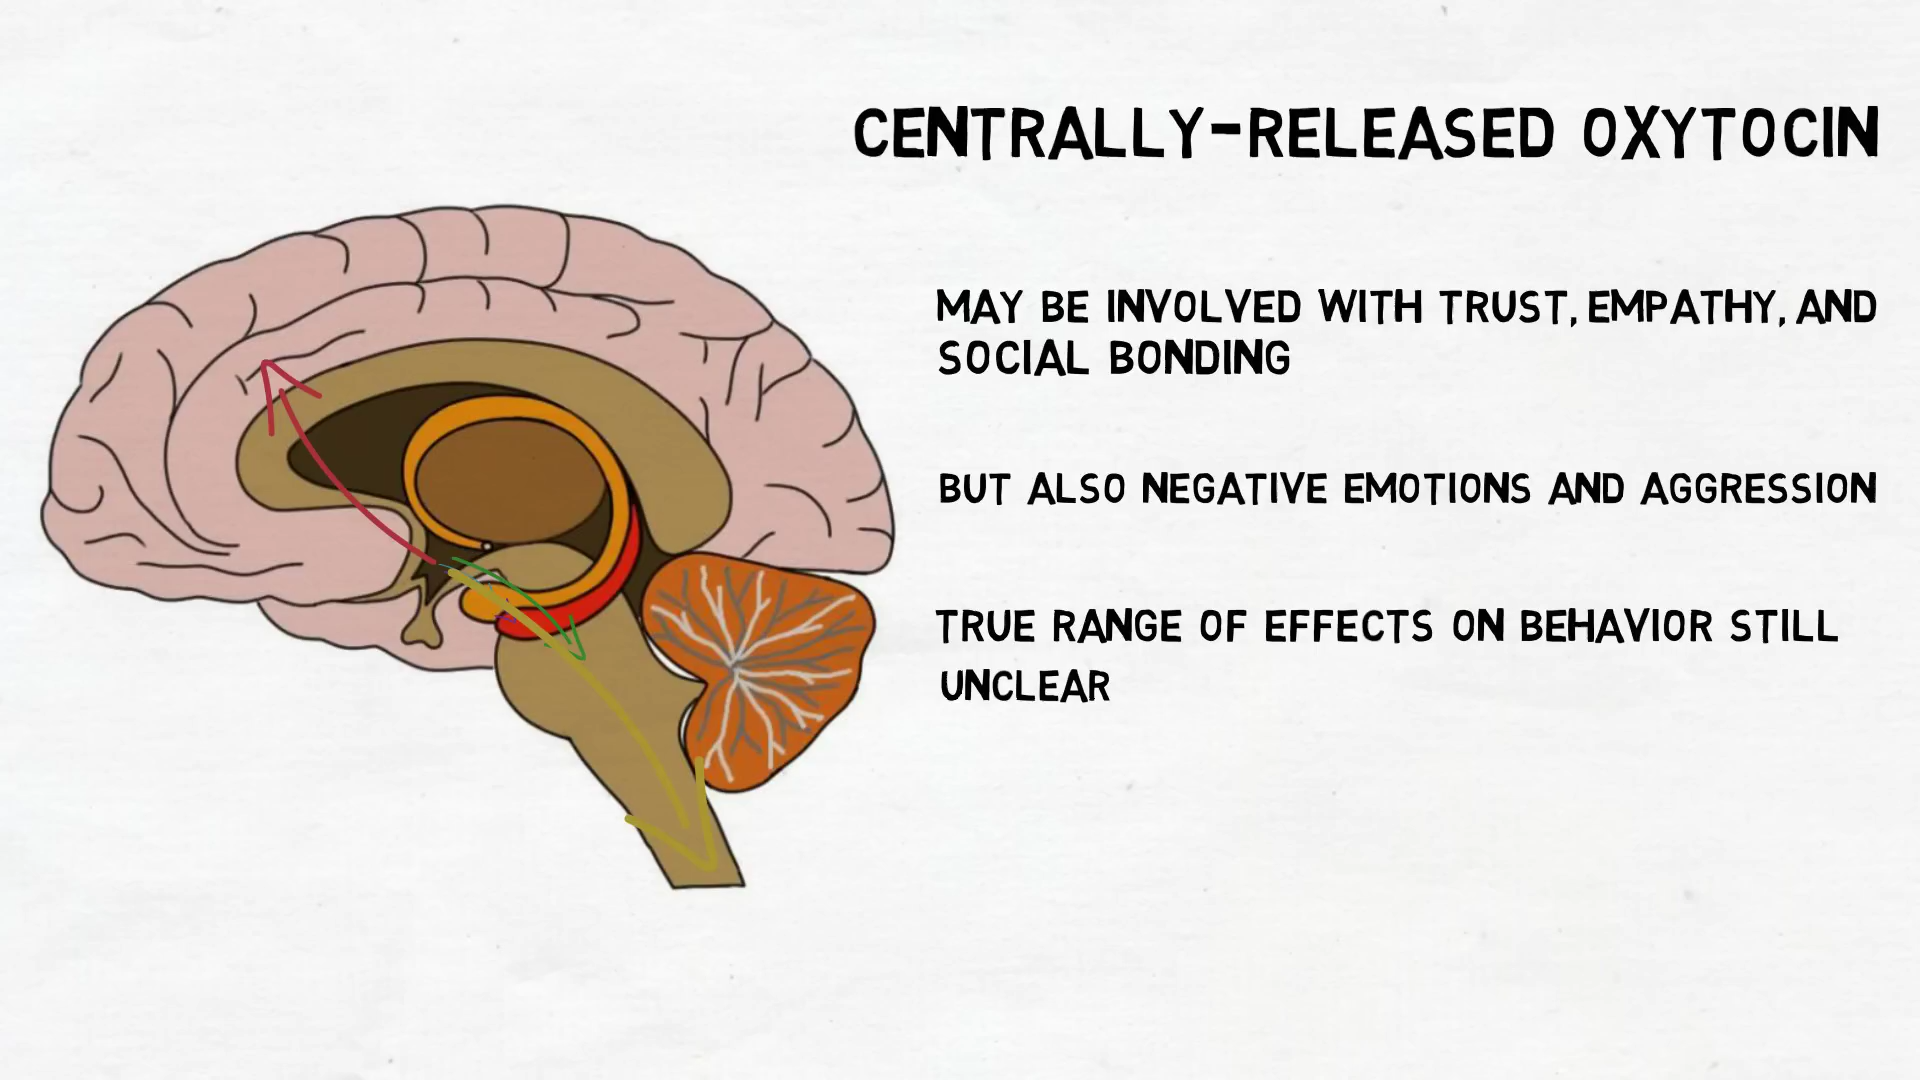 CENTRALLY-RELEASED OXYTOCIN
MAY BE INVOLVED WITH TRUST, EMPATHY, AND
SOCIAL BONDING
BUT ALSO NEGATIVE EMOTIONS AND AGGRESSION
TRUE RANGE OF EFFECTS ON BEHAVIOR STILL
UNCLEAR